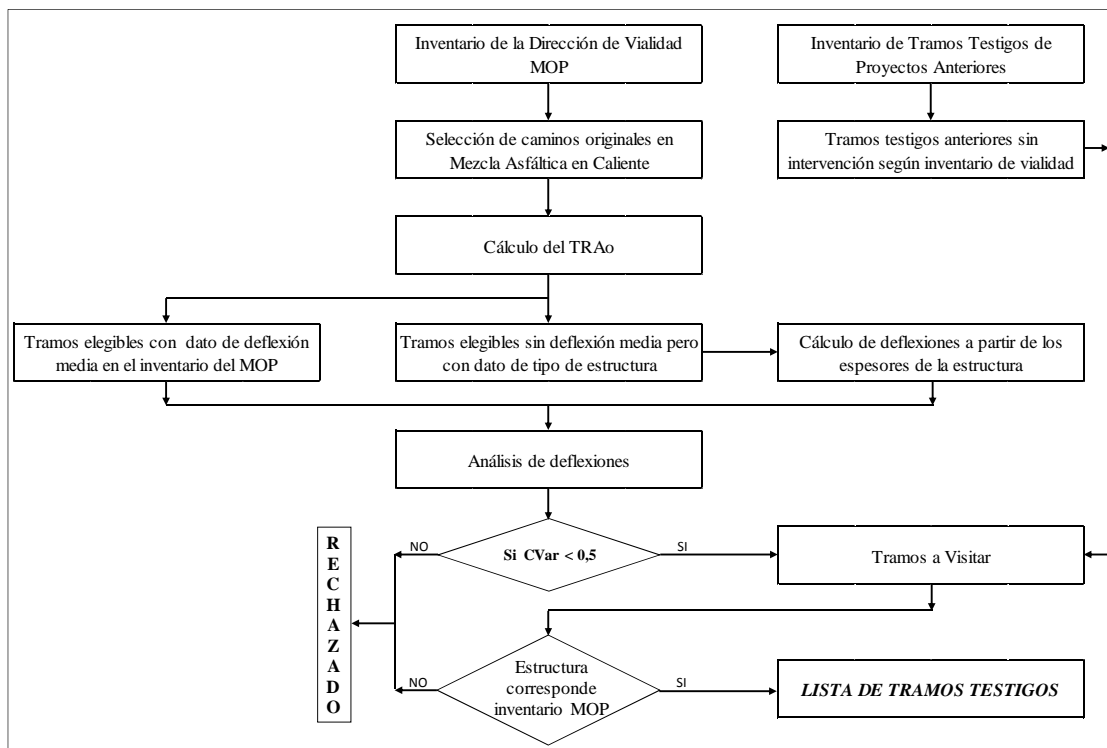 Inventario de la Dirección de Vialidad
MOP
Inventario de Tramos Testigos de
Proyectos Anteriores
Selección de caminos originales en
Mezcla Asfáltica en Caliente
Tramos testigos anteriores sin
intervención según inventario de vialidad
Cálculo del TRAo
Tramos elegibles con dato de deflexión
media en el inventario del MOP
Tramos elegibles sin deflexión media pero
con dato de tipo de estructura
Cálculo de deflexiones a partir de los
espesores de la estructura
Análisis de deflexiones
Si CVar < 0,5
NO
SI
Tramos a Visitar
R
E
C
H
A
Z
A
D
O
Estructura
corresponde
inventario MOP
NO
SI
LISTA DE TRAMOS TESTIGOS